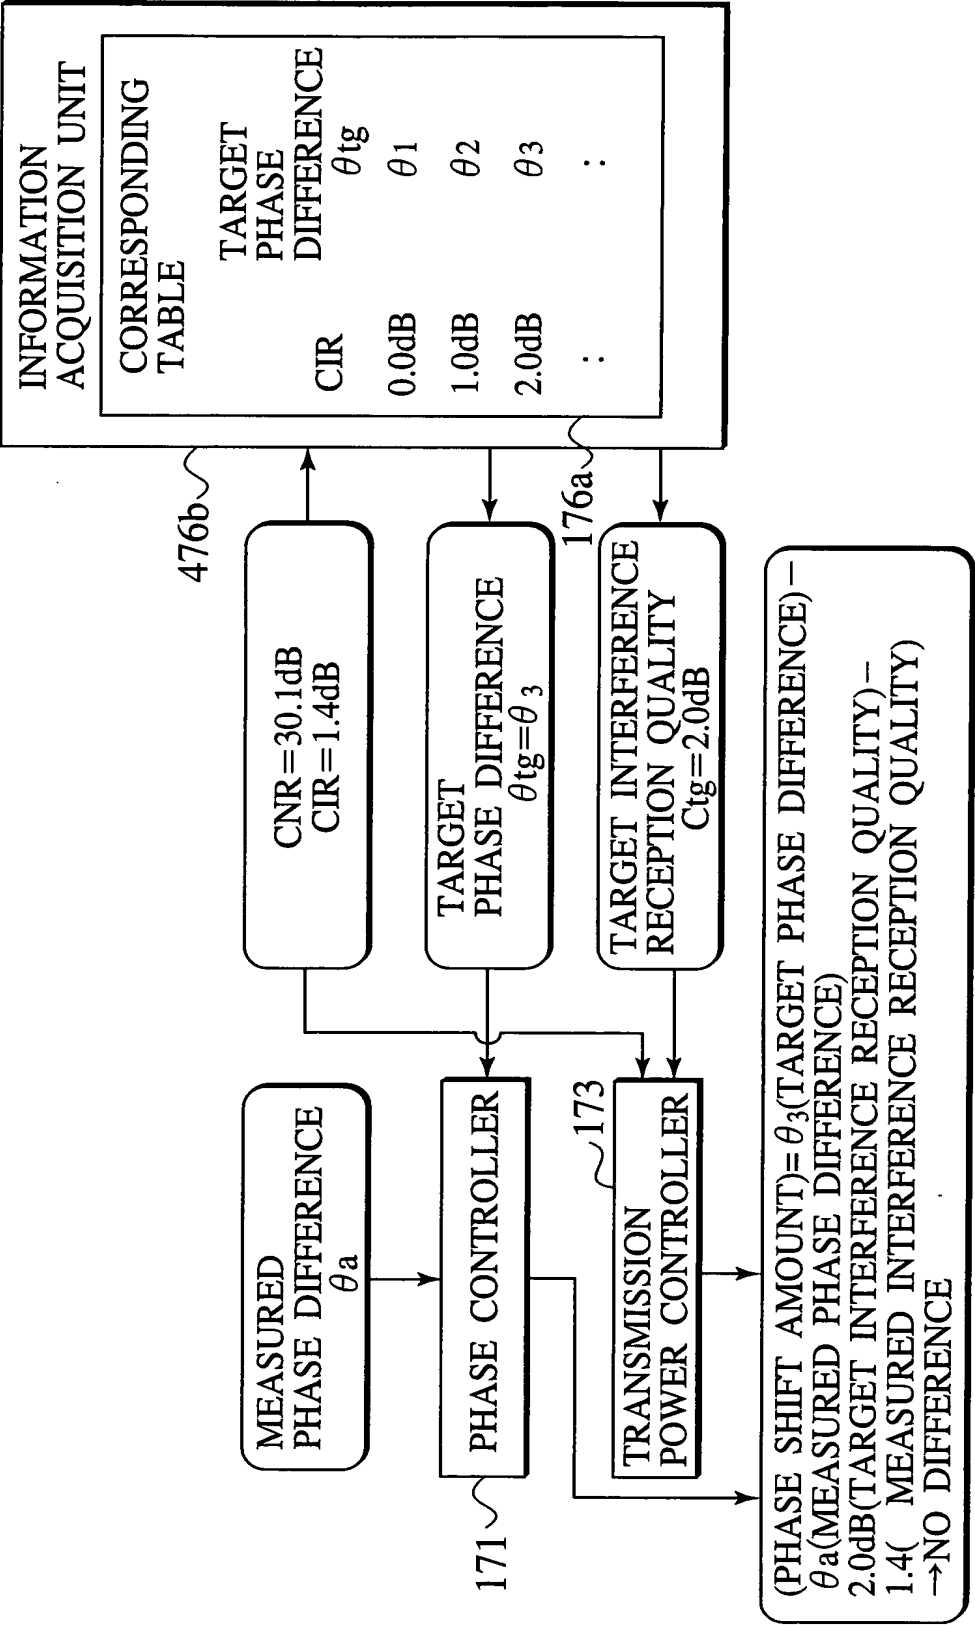 INFORMATION
ACQUISITION UNIT
CORRESPONDING
TABLE
TARGET
PHASE
DIFFERENCE
CIR θtg
0.0dB θ1
1.0dB θ2
2.0dB θ3
: :
476b
176a
CNR=30.1dB
CIR=1.4dB
TARGET
PHASE DIFFERENCE
θtg=θ3
TARGET INTERFERENCE
RECEPTION QUALITY
Ctg=2.0dB
MEASURED
PHASE DIFFERENCE
θa
PHASE CONTROLLER
171
TRANSMISSION
POWER CONTROLLER
173
(PHASE SHIFT AMOUNT)=θ3(TARGET PHASE DIFFERENCE)−
θa(MEASURED PHASE DIFFERENCE)
2.0dB(TARGET INTERFERENCE RECEPTION QUALITY)−
1.4( MEASURED INTERFERENCE RECEPTION QUALITY)
→NO DIFFERENCE